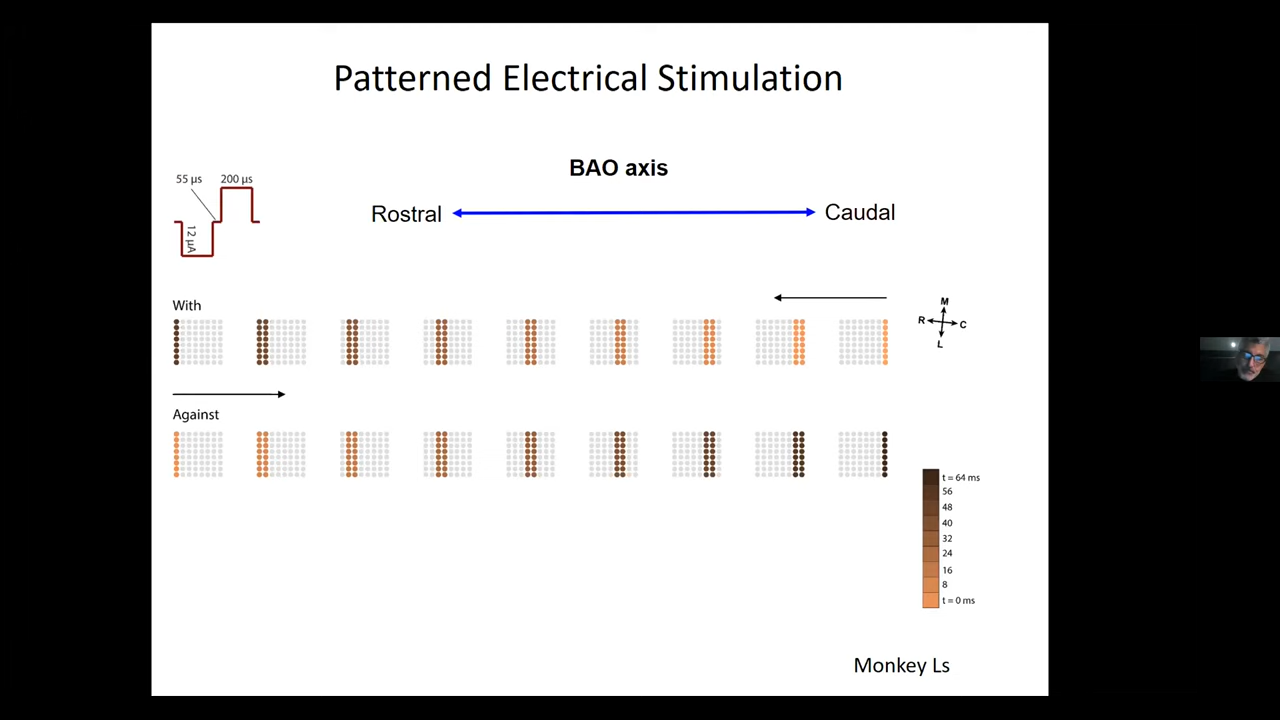 Patterned Electrical Stimulation
BAO axis
Rostral
Caudal
55 µs
200 µs
12 µA
With
M
R
C
L
Against
t = 64 ms
56
48
40
32
24
16
8
t = 0 ms
Monkey Ls